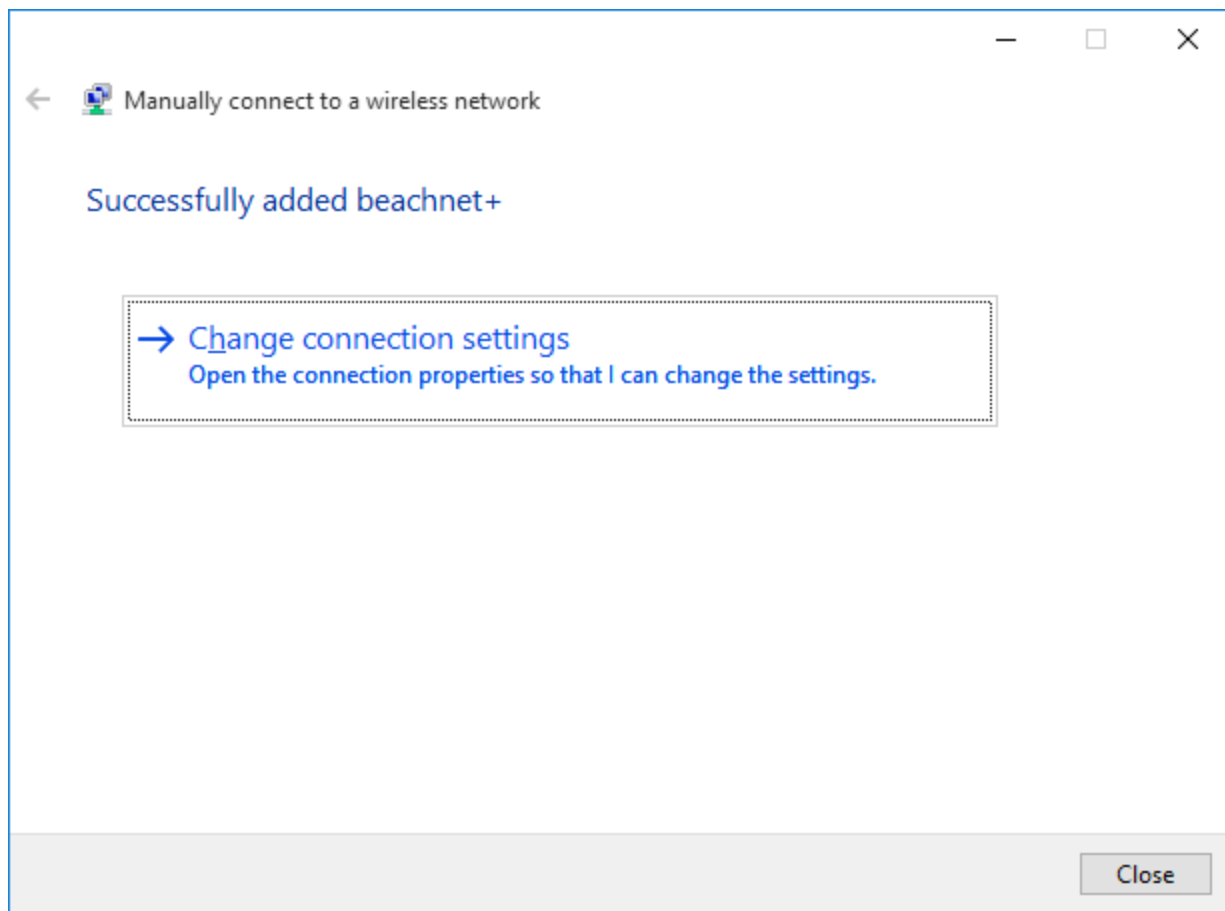 Manually connect to a wireless network
Successfully added beachnet+
Change connection settings
Open the connection properties so that I can change the settings.
Close